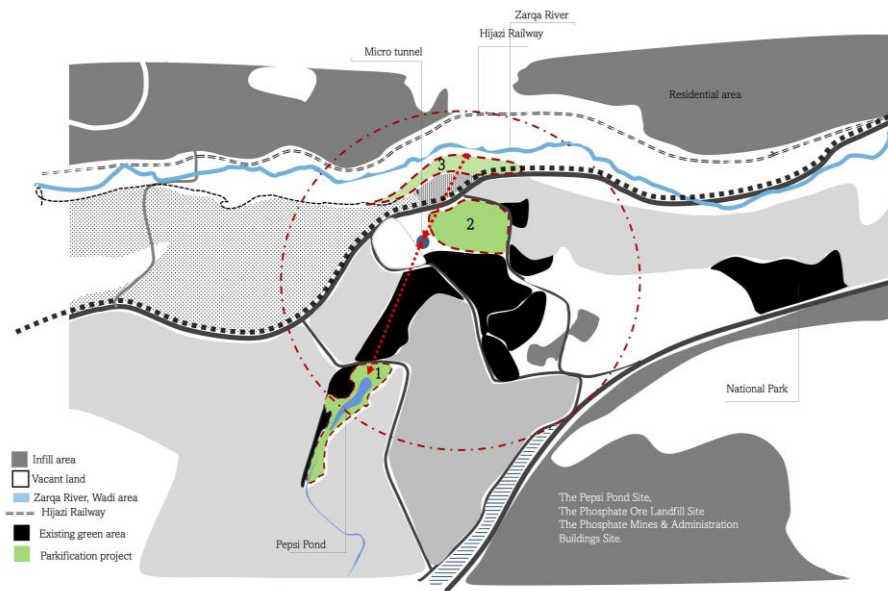 Zarqa River
Hijazi Railway
Micro tunnel
Residential area
3
2
1
National Park
Infill area
Vacant land
Zarqa River, Wadi area
Hijazi Railway
Existing green area
Parkification project
Pepsi Pond
The Pepsi Pond Site,
The Phosphate Ore Landfill Site
The Phosphate Mines & Administration
Buildings Site.